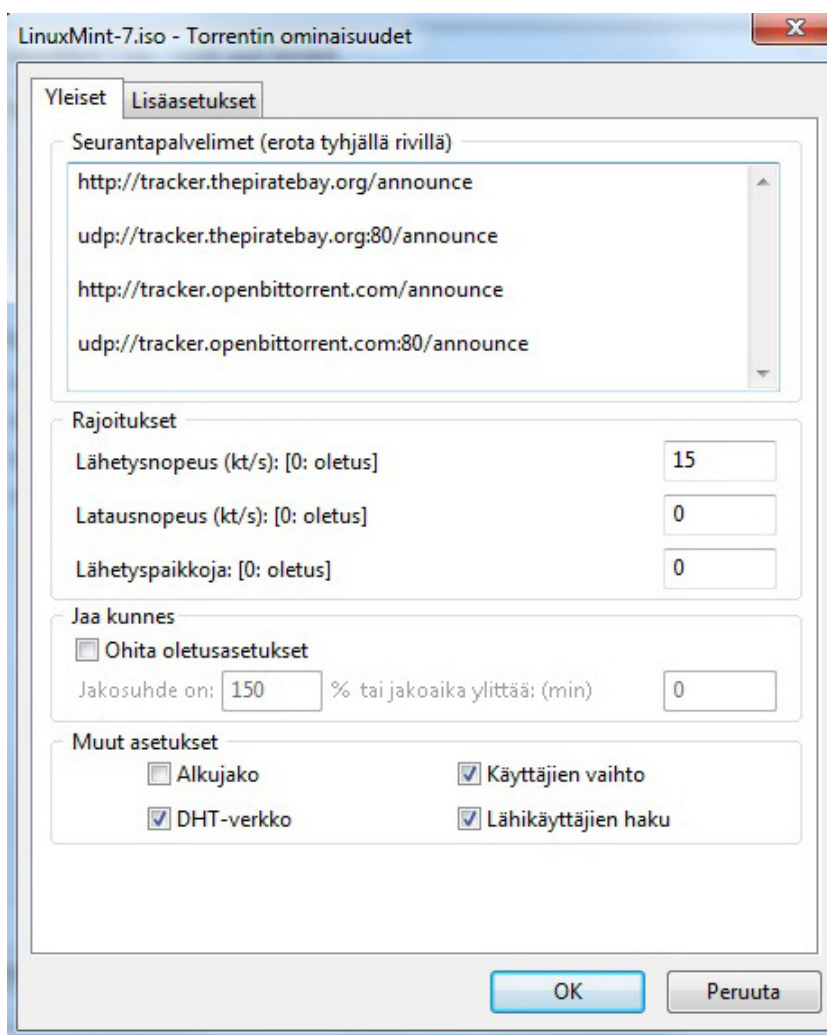 LinuxMint-7.iso - Torrentin ominaisuudet
Yleiset Lisäasetukset
Seurantapalvelimet (erota tyhjällä rivillä)
http://tracker.thepiratebay.org/announce
udp://tracker.thepiratebay.org:80/announce
http://tracker.openbittorrent.com/announce
udp://tracker.openbittorrent.com:80/announce
Rajoitukset
Lähetysnopeus (kt/s): [0: oletus] 15
Latausnopeus (kt/s): [0: oletus] 0
Lähetyspaikkoja: [0: oletus] 0
Jaa kunnes
Ohita oletusasetukset
Jakosuhde on: 150 % tai jakoaika ylittää: (min) 0
Muut asetukset
Alkujako Käyttäjien vaihto
DHT-verkko Lähikäyttäjien haku
OK Peruuta